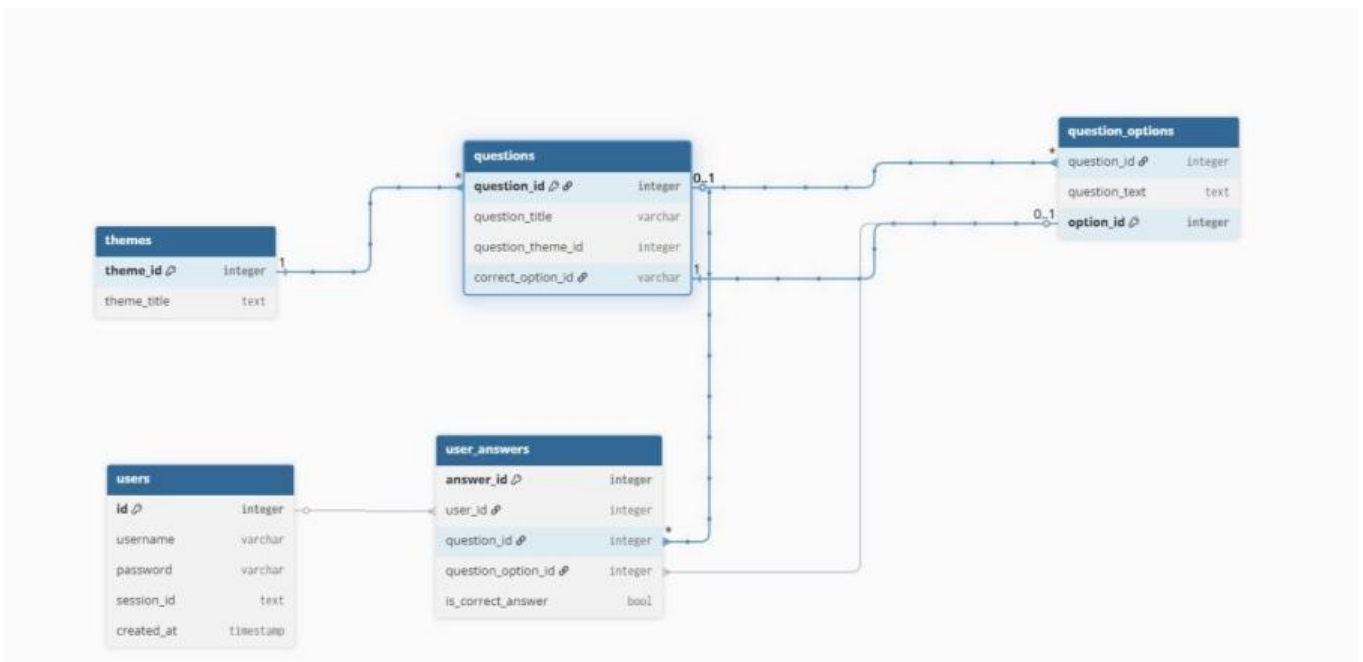 themes
theme_id integer
theme_title text
1
*
questions
question_id integer
question_title varchar
question_theme_id integer
correct_option_id varchar
0..1
1
*
0..1
question_options
question_id integer
question_text text
option_id integer
users
id integer
username varchar
password varchar
session_id text
created_at timestamp
user_answers
answer_id integer
user_id integer
question_id integer
question_option_id integer
is_correct_answer bool
*